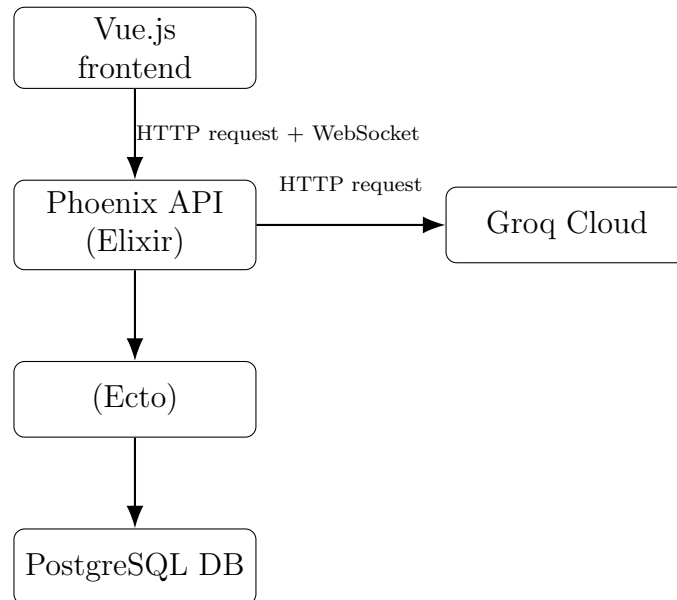 Vue.js
frontend
HTTP request + WebSocket
Phoenix API
(Elixir)
HTTP request
Groq Cloud
(Ecto)
PostgreSQL DB